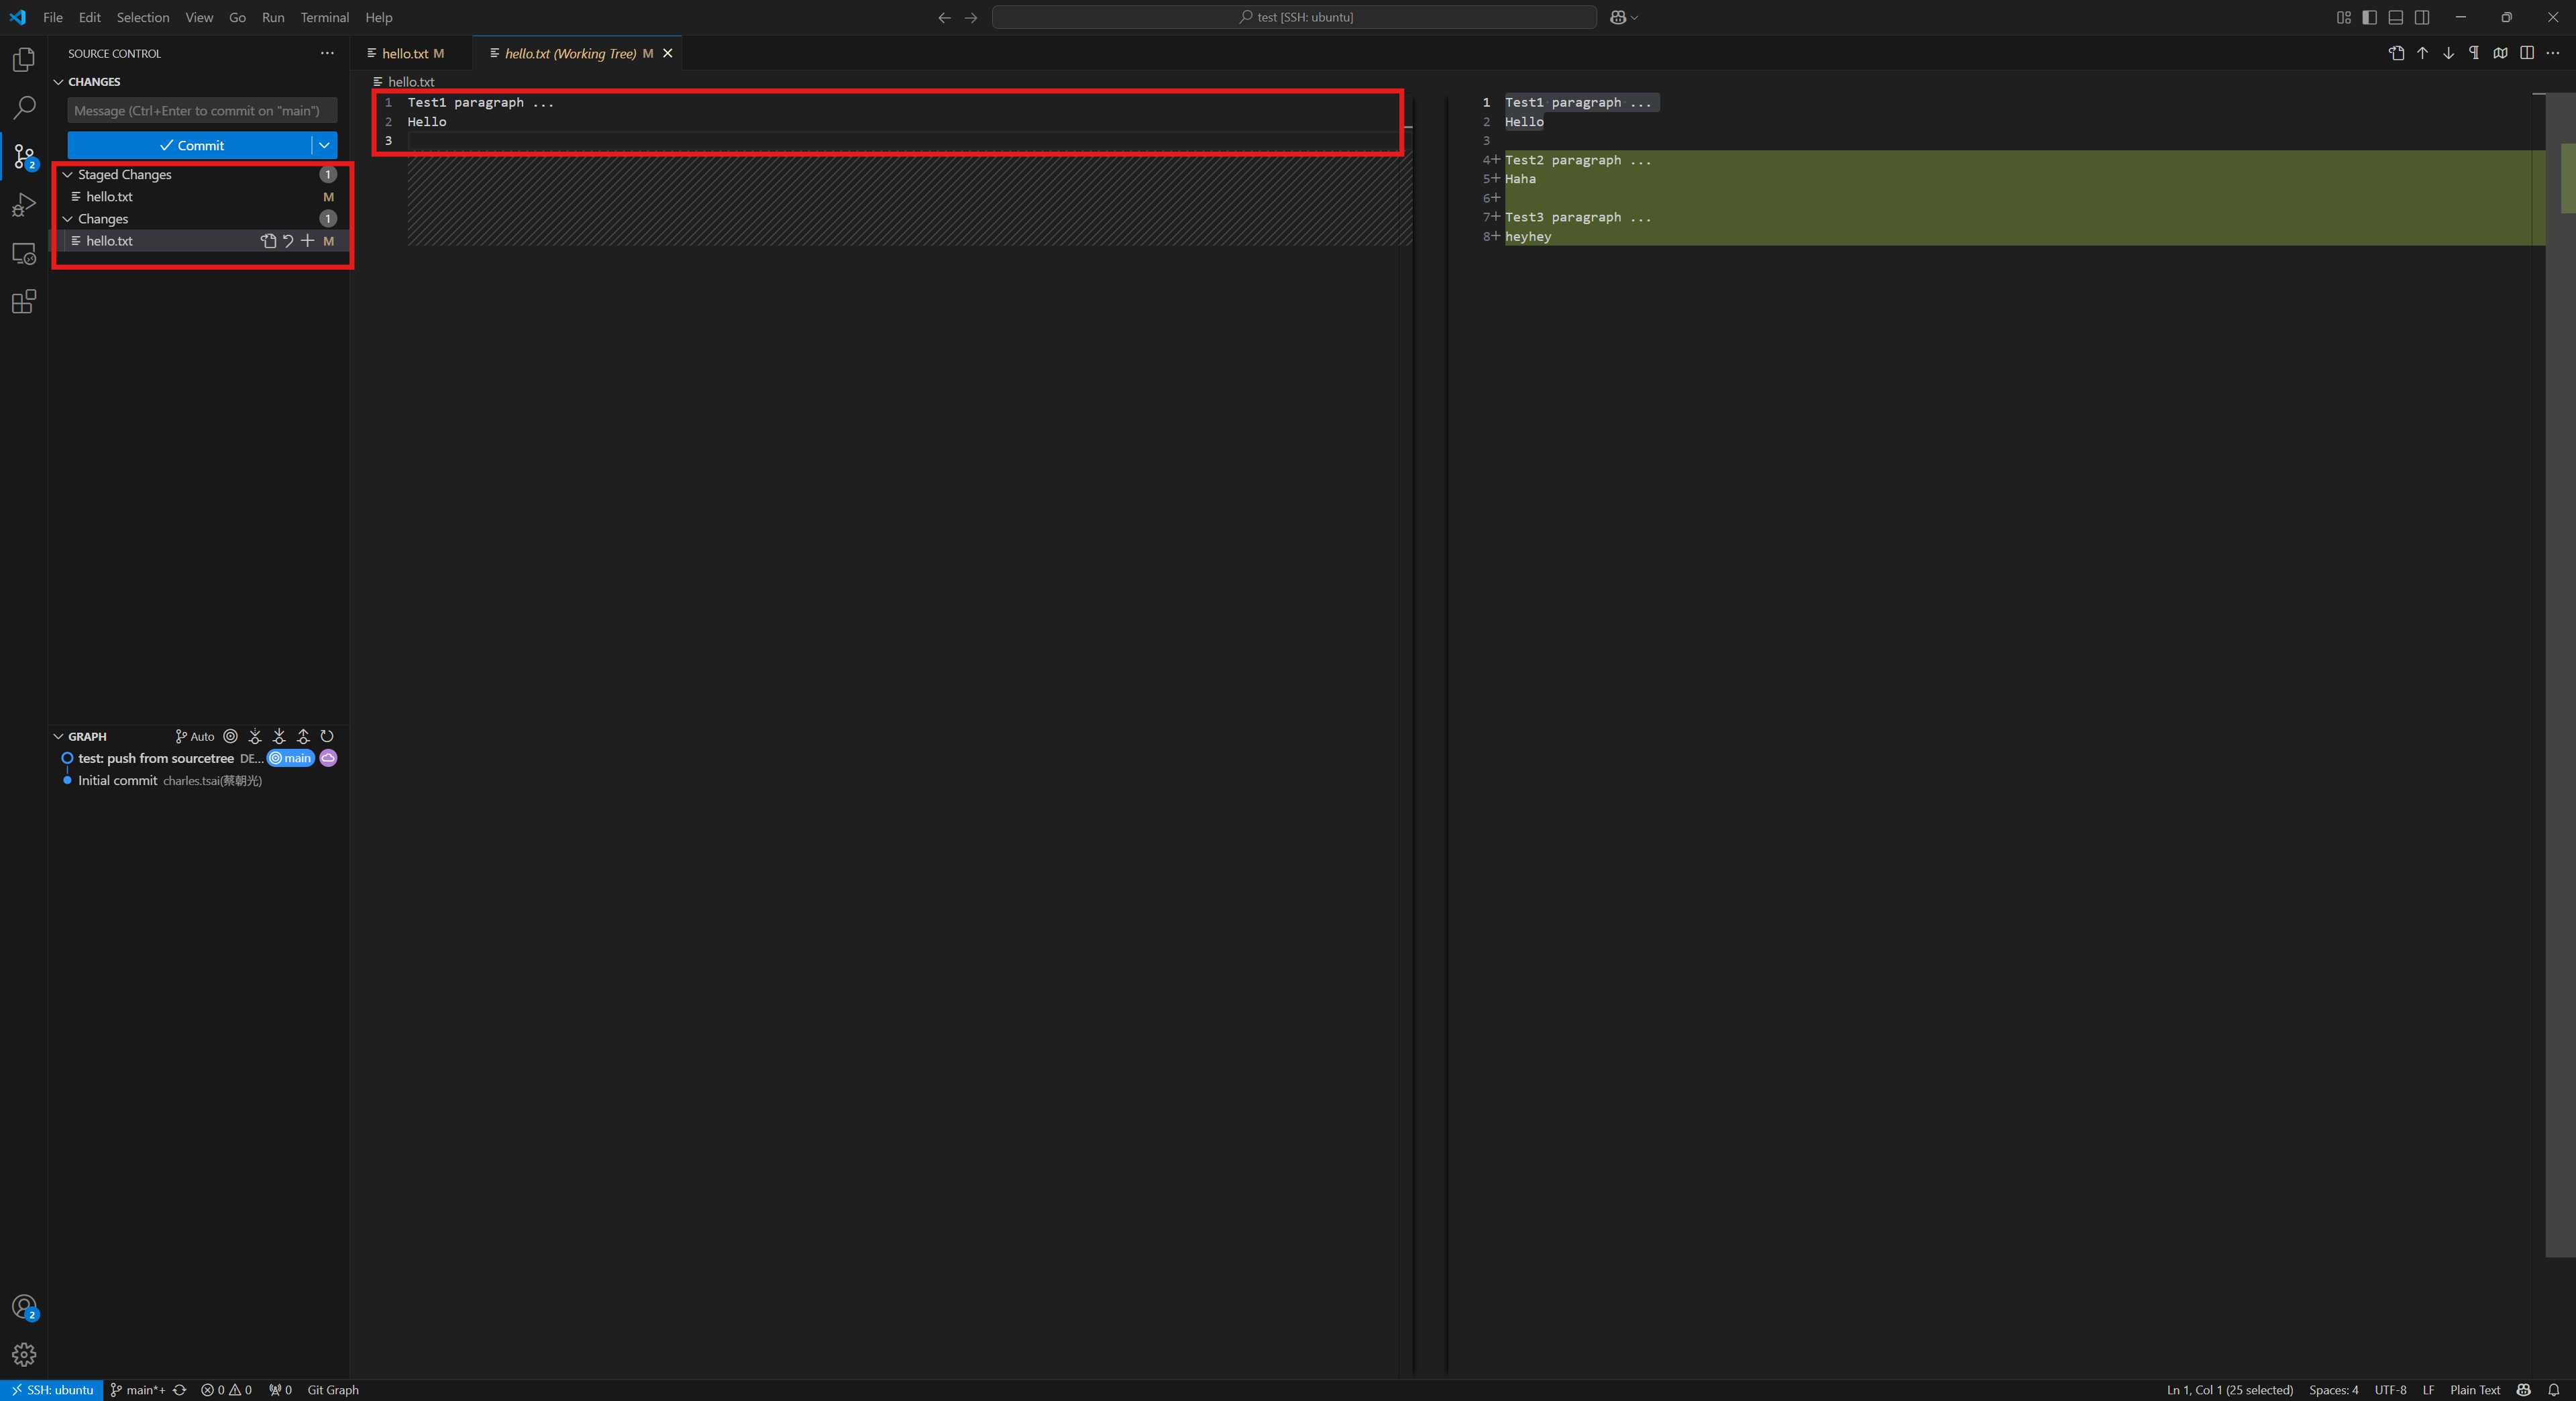 File Edit Selection View Go Run Terminal Help
test [SSH: ubuntu]
SOURCE CONTROL
hello.txt M
hello.txt (Working Tree) M
CHANGES
hello.txt
Message (Ctrl+Enter to commit on "main")
Commit
2
Staged Changes 1
hello.txt M
Changes 1
hello.txt M
1 Test1 paragraph ...
2 Hello
3
1 Test1 paragraph ...
2 Hello
3
4+ Test2 paragraph ...
5+ Haha
6+
7+ Test3 paragraph ...
8+ heyhey
GRAPH Auto
test: push from sourcetree DE... main
Initial commit charles.tsai(蔡朝光)
2
SSH: ubuntu main*+ 0 0 0 Git Graph
Ln 1, Col 1 (25 selected) Spaces: 4 UTF-8 LF Plain Text